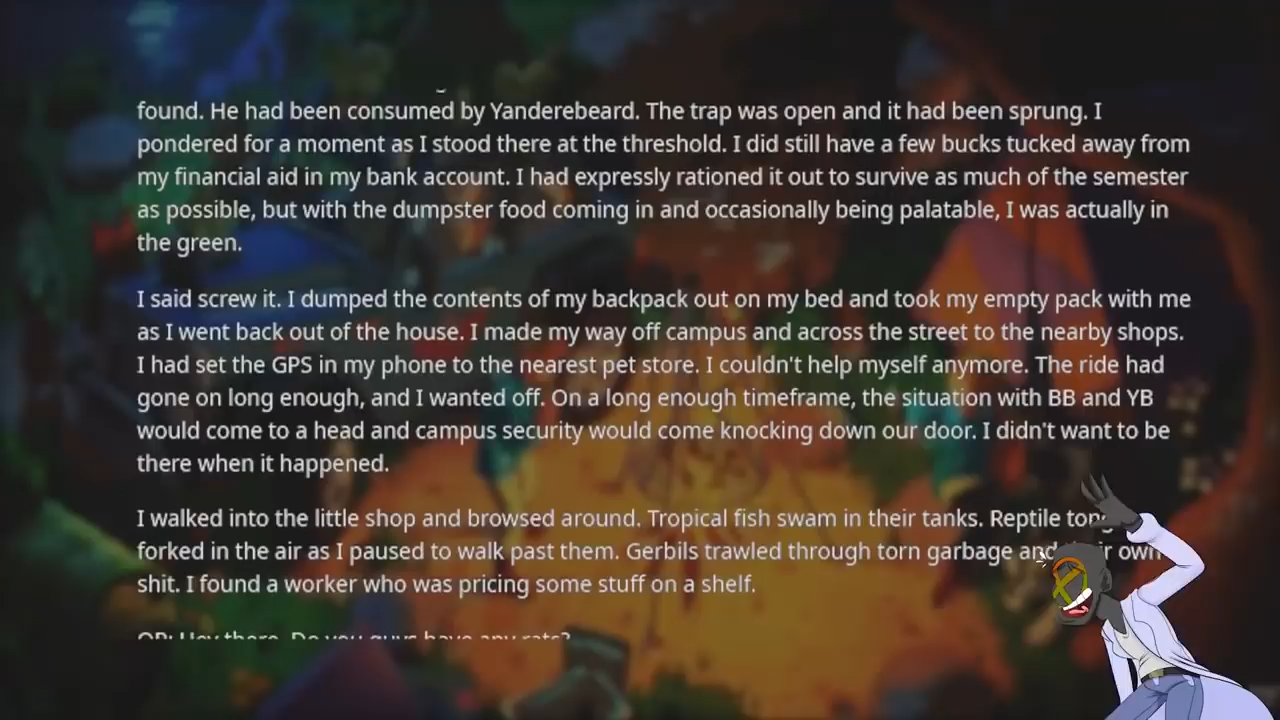 found. He had been consumed by Yanderebeard. The trap was open and it had been sprung. I
pondered for a moment as I stood there at the threshold. I did still have a few bucks tucked away from
my financial aid in my bank account. I had expressly rationed it out to survive as much of the semester
as possible, but with the dumpster food coming in and occasionally being palatable, I was actually in
the green.
I said screw it. I dumped the contents of my backpack out on my bed and took my empty pack with me
as I went back out of the house. I made my way off campus and across the street to the nearby shops.
I had set the GPS in my phone to the nearest pet store. I couldn't help myself anymore. The ride had
gone on long enough, and I wanted off. On a long enough timeframe, the situation with BB and YB
would come to a head and campus security would come knocking down our door. I didn't want to be
there when it happened.
I walked into the little shop and browsed around. Tropical fish swam in their tanks. Reptile
forked in the air as I paused to walk past them. Gerbils trawled through torn garbage and own
shit. I found a worker who was pricing some stuff on a shelf.
OP: Hey there. Do you guys have any rats?